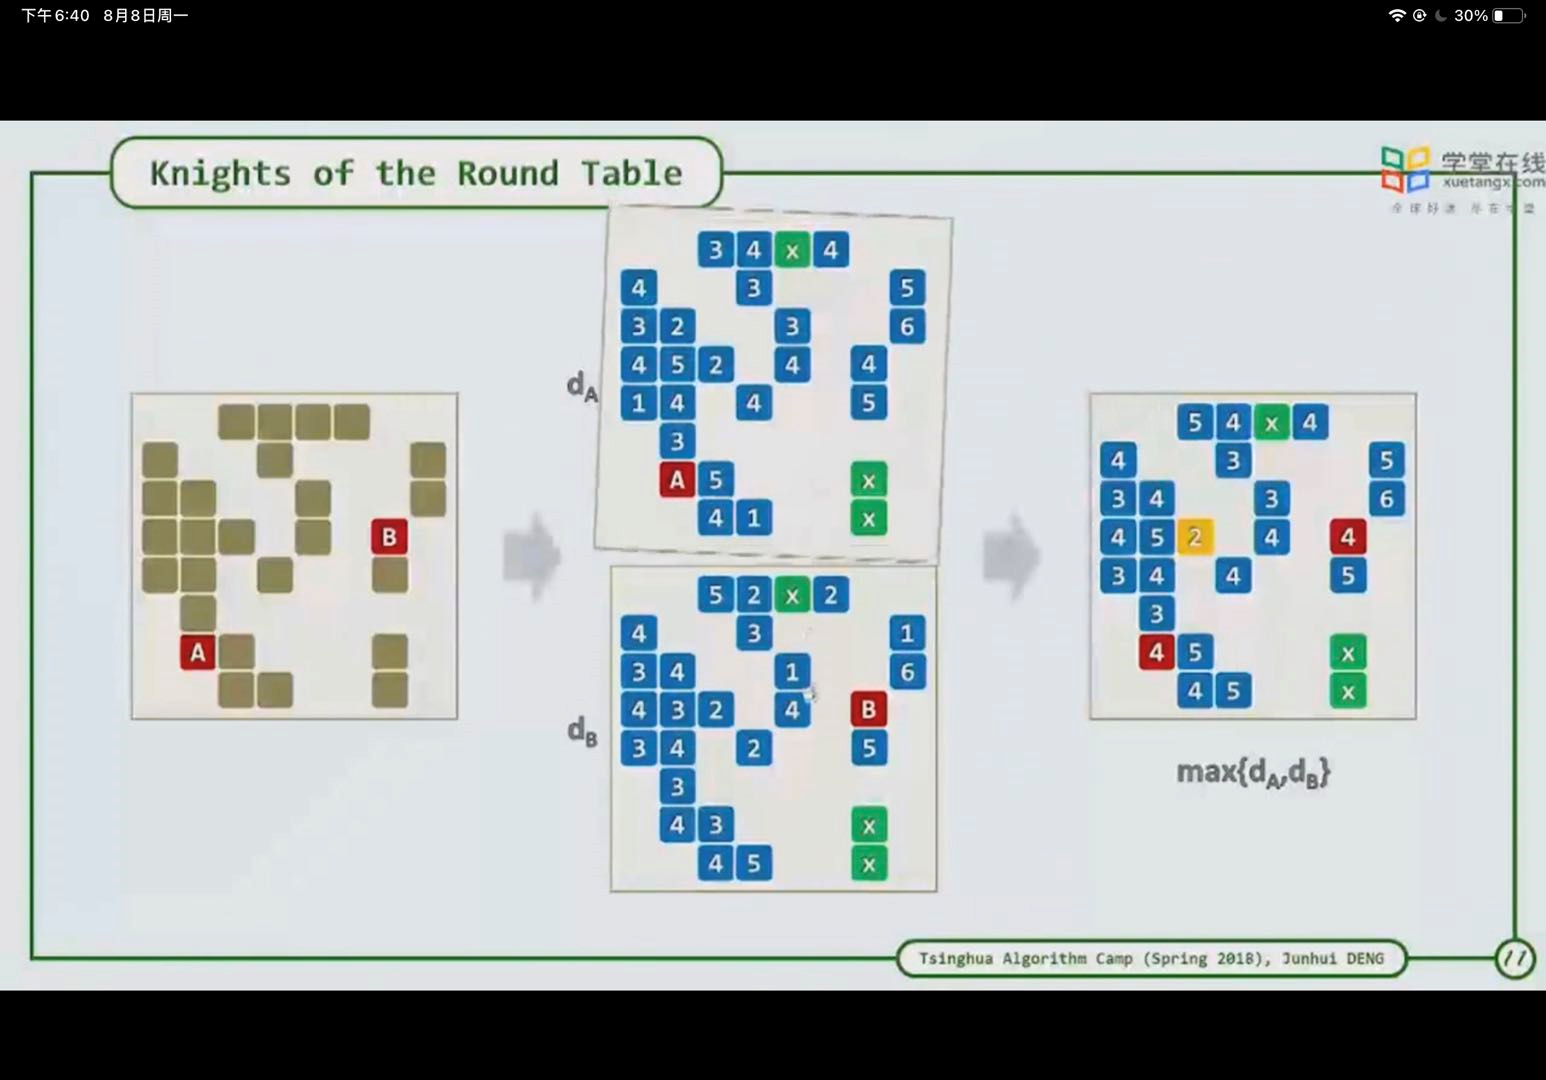 下午6:40 8月8日周一
30%
Knights of the Round Table
学堂在线
xuetangx.com
3 4 x 4
4 3 5
3 2 3 6
4 5 2 4 4
1 4 4 5
3
A 5 x
4 1 x
d_A
B
A
5 2 x 2
4 3 1
3 4 1 6
4 3 2 4 B
3 4 2 5
3
4 3 x
4 5 x
d_B
5 4 x 4
4 3 5
3 4 3 6
4 5 2 4 4
3 4 4 5
3
4 5 x
4 5 x
max{d_A,d_B}
Tsinghua Algorithm Camp (Spring 2018), Junhui DENG
11